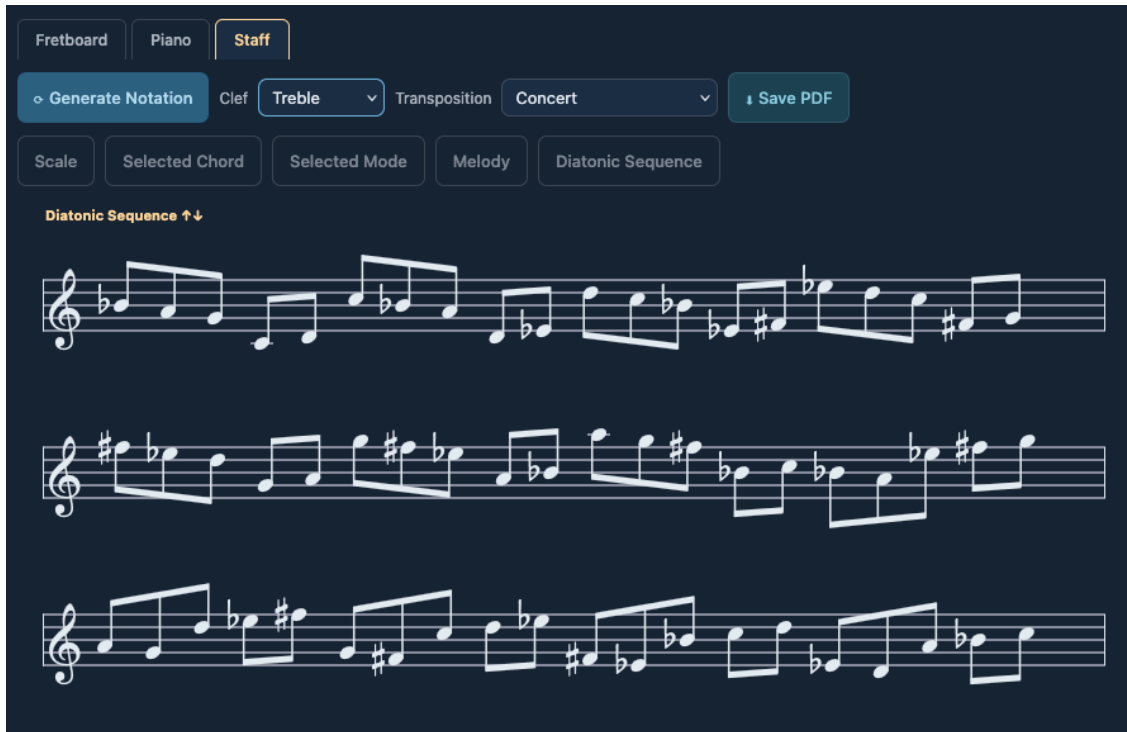 Fretboard Piano Staff
⟳ Generate Notation Clef Treble Transposition Concert ⬇ Save PDF
Scale Selected Chord Selected Mode Melody Diatonic Sequence
Diatonic Sequence ↑↓